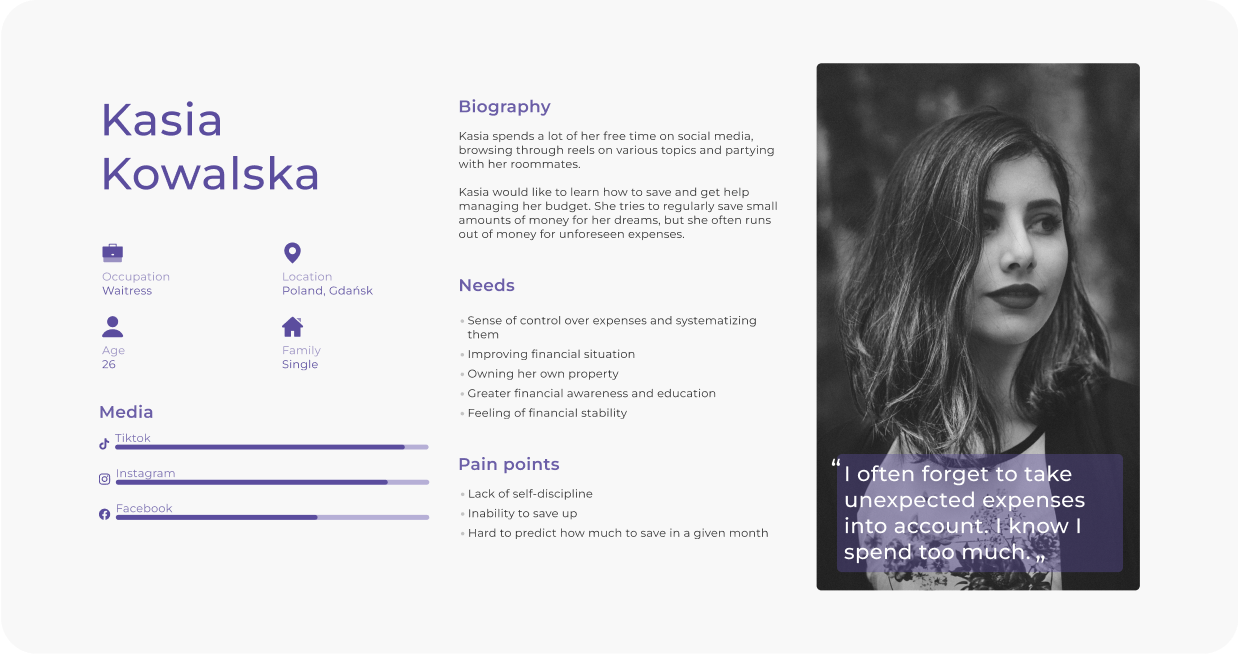 Kasia
Kowalska
Occupation
Waitress
Location
Poland, Gdańsk
Age
26
Family
Single
Media
Tiktok
Instagram
Facebook
Biography
Kasia spends a lot of her free time on social media,
browsing through reels on various topics and partying
with her roommates.
Kasia would like to learn how to save and get help
managing her budget. She tries to regularly save small
amounts of money for her dreams, but she often runs
out of money for unforeseen expenses.
Needs
• Sense of control over expenses and systematizing
them
• Improving financial situation
• Owning her own property
• Greater financial awareness and education
• Feeling of financial stability
Pain points
• Lack of self-discipline
• Inability to save up
• Hard to predict how much to save in a given month
“I often forget to take
unexpected expenses
into account. I know I
spend too much.„